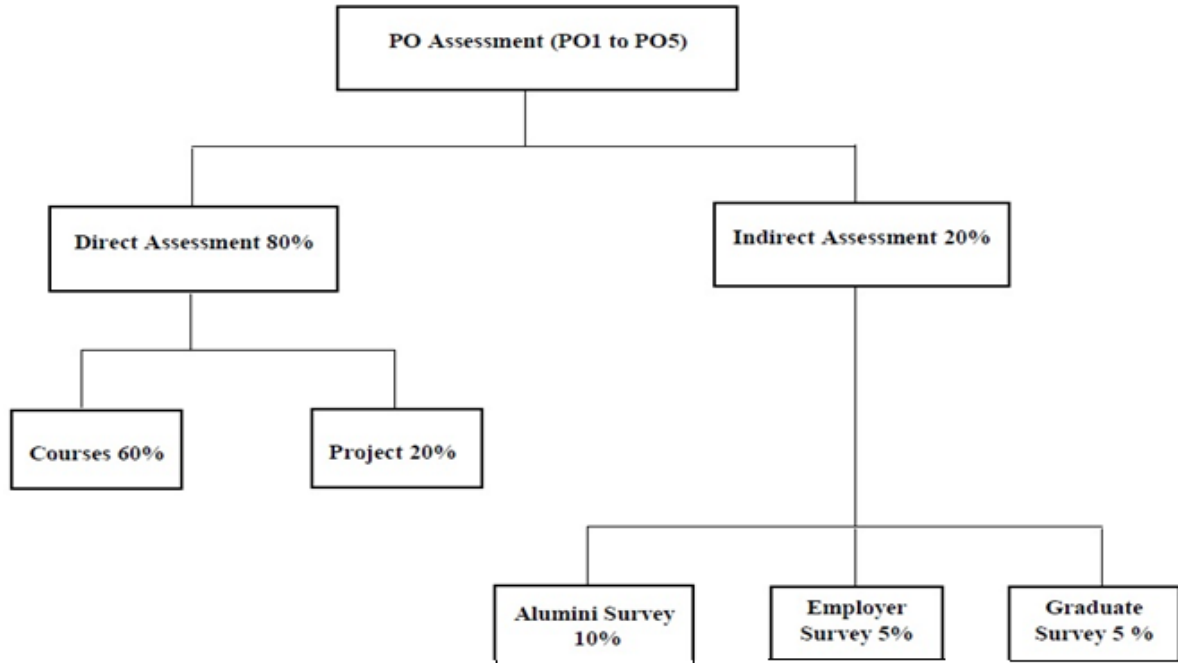 PO Assessment (PO1 to PO5)
Direct Assessment 80%
Indirect Assessment 20%
Courses 60%
Project 20%
Alumini Survey
10%
Employer
Survey 5%
Graduate
Survey 5 %